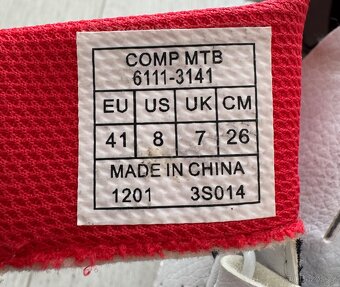 COMP MTB
6111-3141
EU US UK CM
41 8 7 26
MADE IN CHINA
1201 3S014